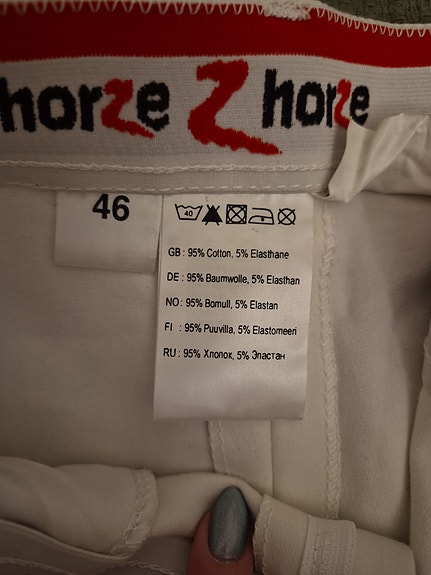 horze Z horze
46
40
GB : 95% Cotton, 5% Elasthane
DE : 95% Baumwolle, 5% Elasthan
NO : 95% Bomull, 5% Elastan
FI : 95% Puuvilla, 5% Elastomeeri
RU : 95% Хлопок, 5% Эластан